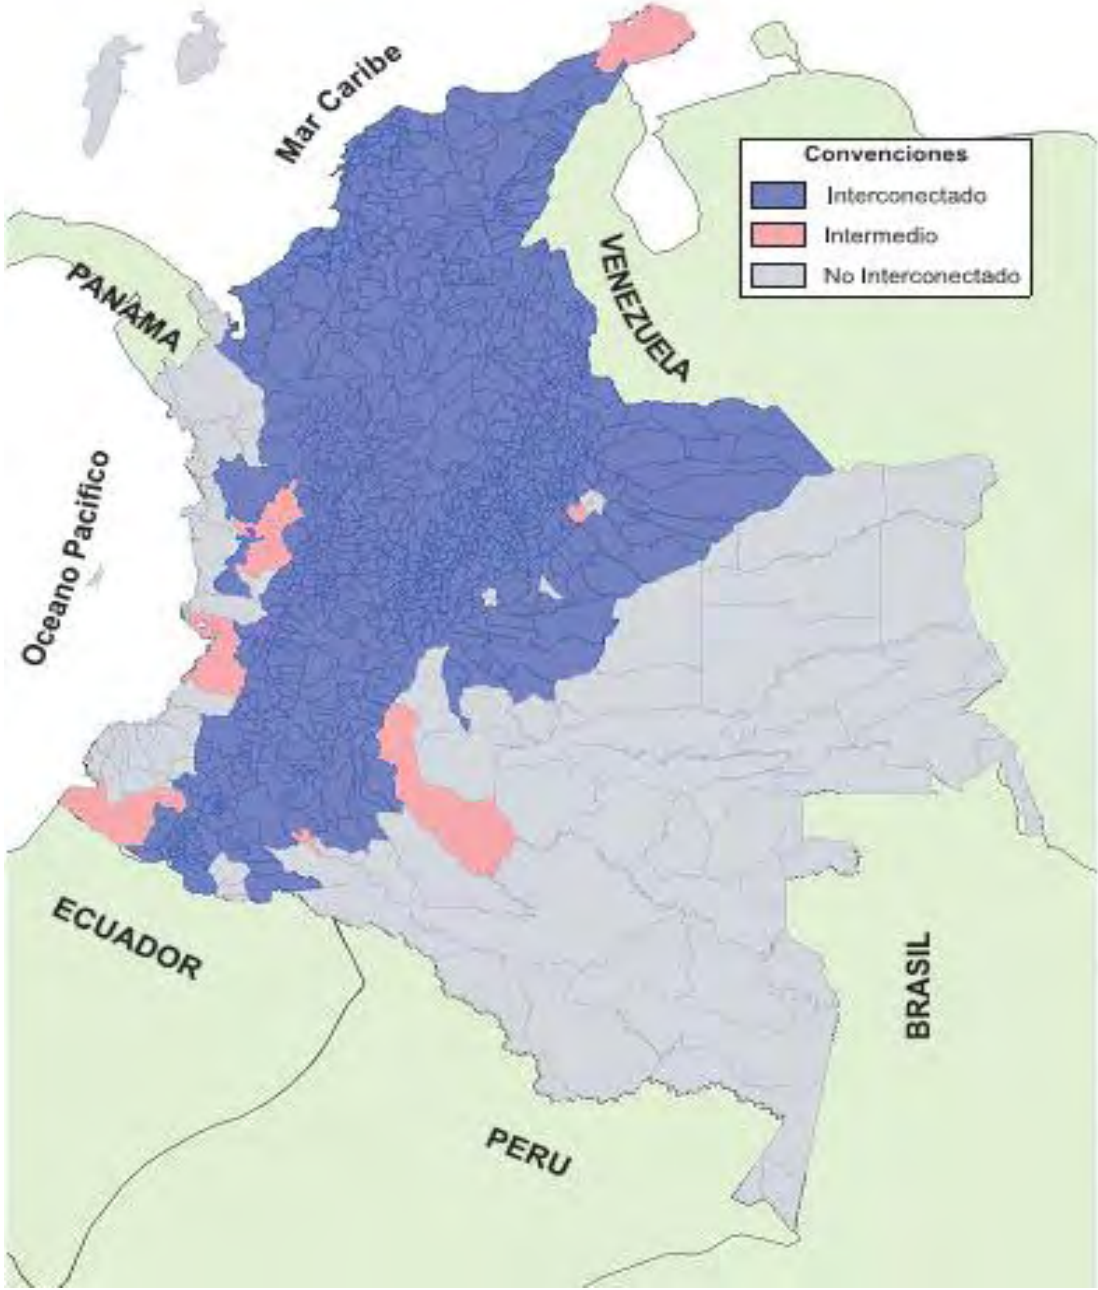 Mar Caribe
Convenciones
Interconectado
Intermedio
No Interconectado
PANAMA
VENEZUELA
Oceano Pacifico
ECUADOR
BRASIL
PERU